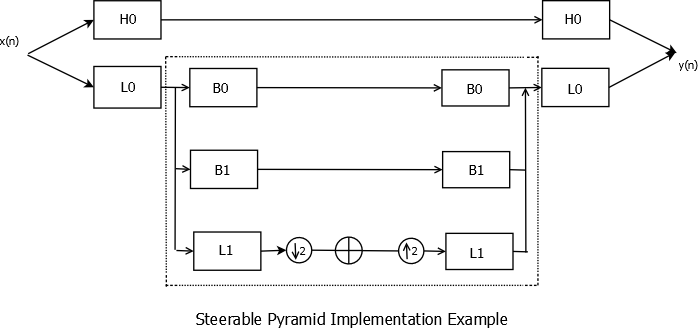 H0 H0
x(n)
y(n)
L0 B0 B0 L0
B1 B1
L1 ↓2 ↑2 L1
Steerable Pyramid Implementation Example